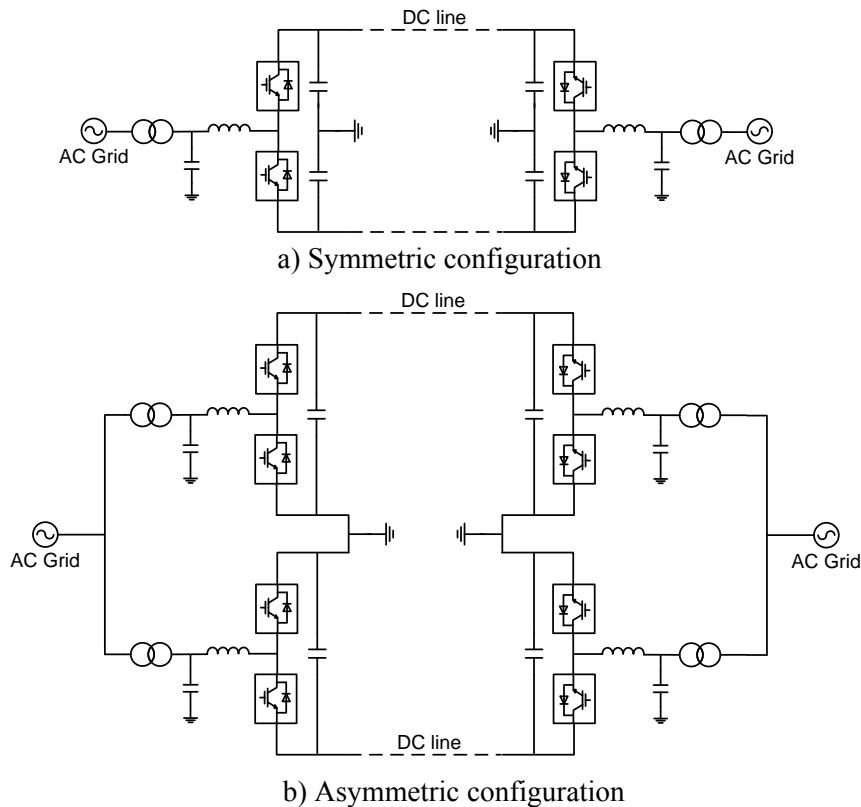 DC line
AC Grid
AC Grid
a) Symmetric configuration
DC line
AC Grid
AC Grid
DC line
b) Asymmetric configuration